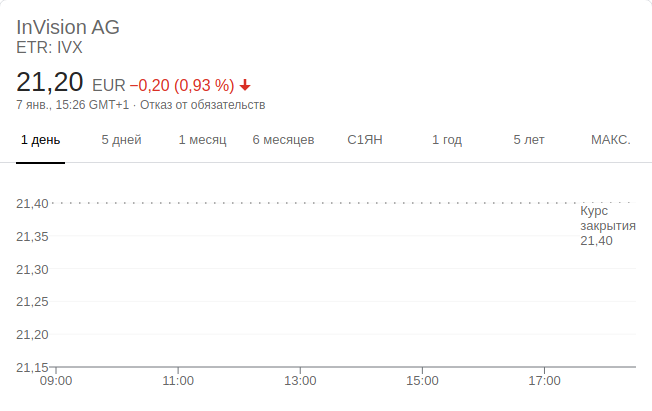 InVision AG
ETR: IVX
21,20 EUR −0,20 (0,93 %)
7 янв., 15:26 GMT+1 · Отказ от обязательств
1 день 5 дней 1 месяц 6 месяцев С1ЯН 1 год 5 лет МАКС.
21,40
Курс
закрытия
21,40
21,35
21,30
21,25
21,20
21,15
09:00 11:00 13:00 15:00 17:00